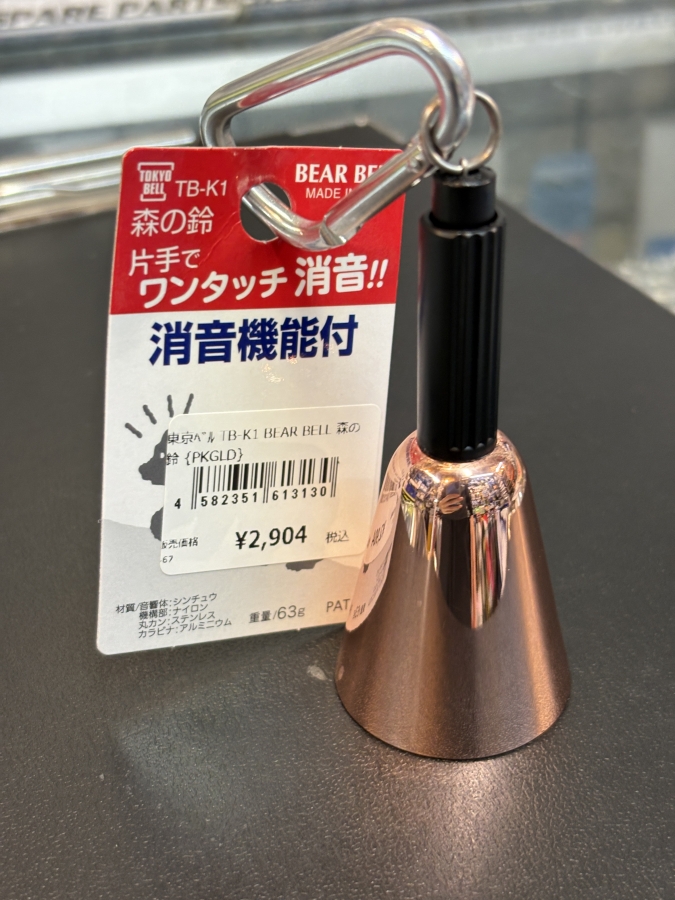 SPARE PARTS
TOKYO
BELL
TB-K1
BEAR BE
MADE IN
森の鈴
片手で
ワンタッチ 消音!!
消音機能付
東京ベル TB-K1 BEAR BELL 森の
鈴 {PKGLD}
4 582351 613130
売価格 ¥2,904 税込
-67
材質/音響体:シンチュウ
機構部:ナイロン
丸カン:ステンレス
カラビナ:アルミニウム
重量/63g
PAT